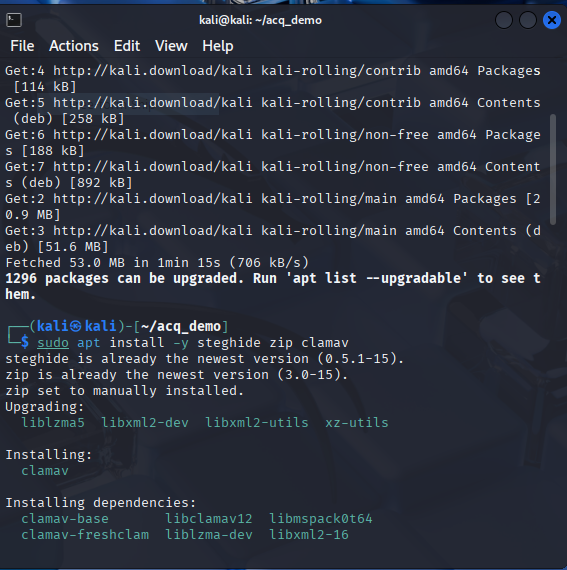 kali@kali: ~/acq_demo
File Actions Edit View Help
Get:4 http://kali.download/kali kali-rolling/contrib amd64 Packages
[114 kB]
Get:5 http://kali.download/kali kali-rolling/contrib amd64 Contents
(deb) [258 kB]
Get:6 http://kali.download/kali kali-rolling/non-free amd64 Package
s [188 kB]
Get:7 http://kali.download/kali kali-rolling/non-free amd64 Content
s (deb) [892 kB]
Get:2 http://kali.download/kali kali-rolling/main amd64 Packages [2
0.9 MB]
Get:3 http://kali.download/kali kali-rolling/main amd64 Contents (d
eb) [51.6 MB]
Fetched 53.0 MB in 1min 15s (706 kB/s)
1296 packages can be upgraded. Run 'apt list --upgradable' to see t
hem.
┌──(kali㉿kali)-[~/acq_demo]
└─$ sudo apt install -y steghide zip clamav
steghide is already the newest version (0.5.1-15).
zip is already the newest version (3.0-15).
zip set to manually installed.
Upgrading:
liblzma5 libxml2-dev libxml2-utils xz-utils
Installing:
clamav
Installing dependencies:
clamav-base libclamav12 libmspack0t64
clamav-freshclam liblzma-dev libxml2-16